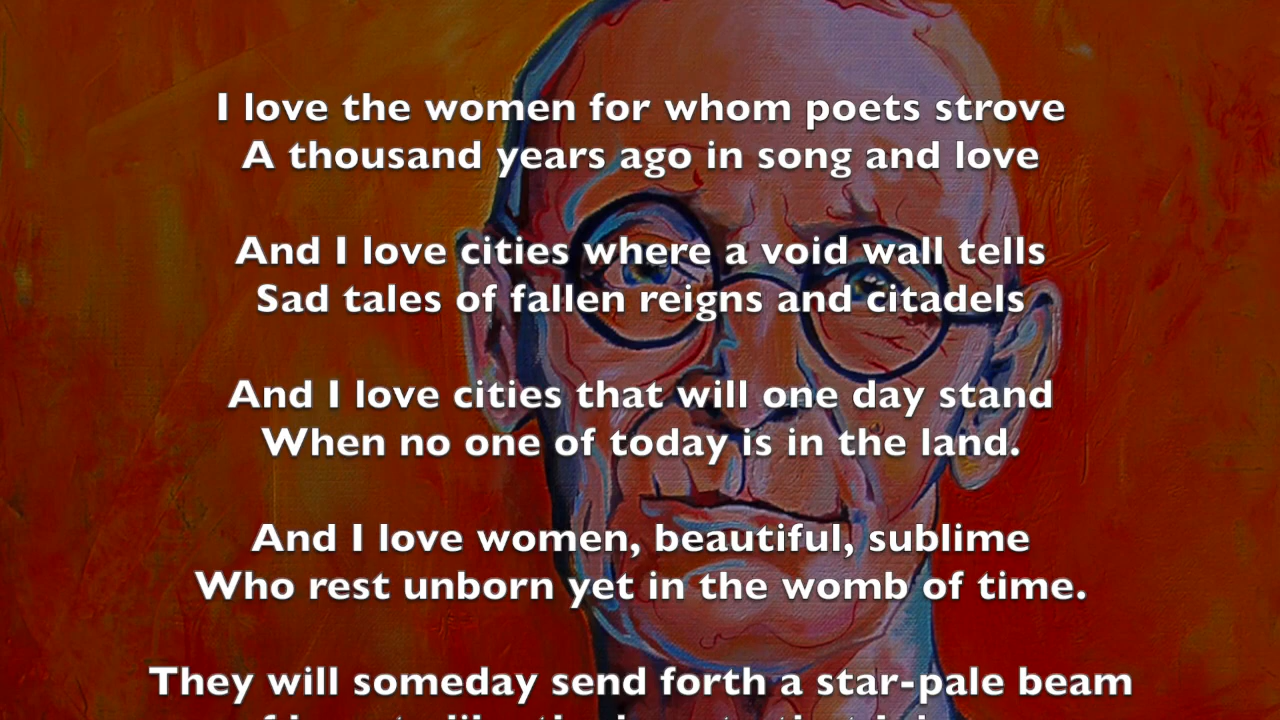 I love the women for whom poets strove
A thousand years ago in song and love
And I love cities where a void wall tells
Sad tales of fallen reigns and citadels
And I love cities that will one day stand
When no one of today is in the land.
And I love women, beautiful, sublime
Who rest unborn yet in the womb of time.
They will someday send forth a star-pale beam